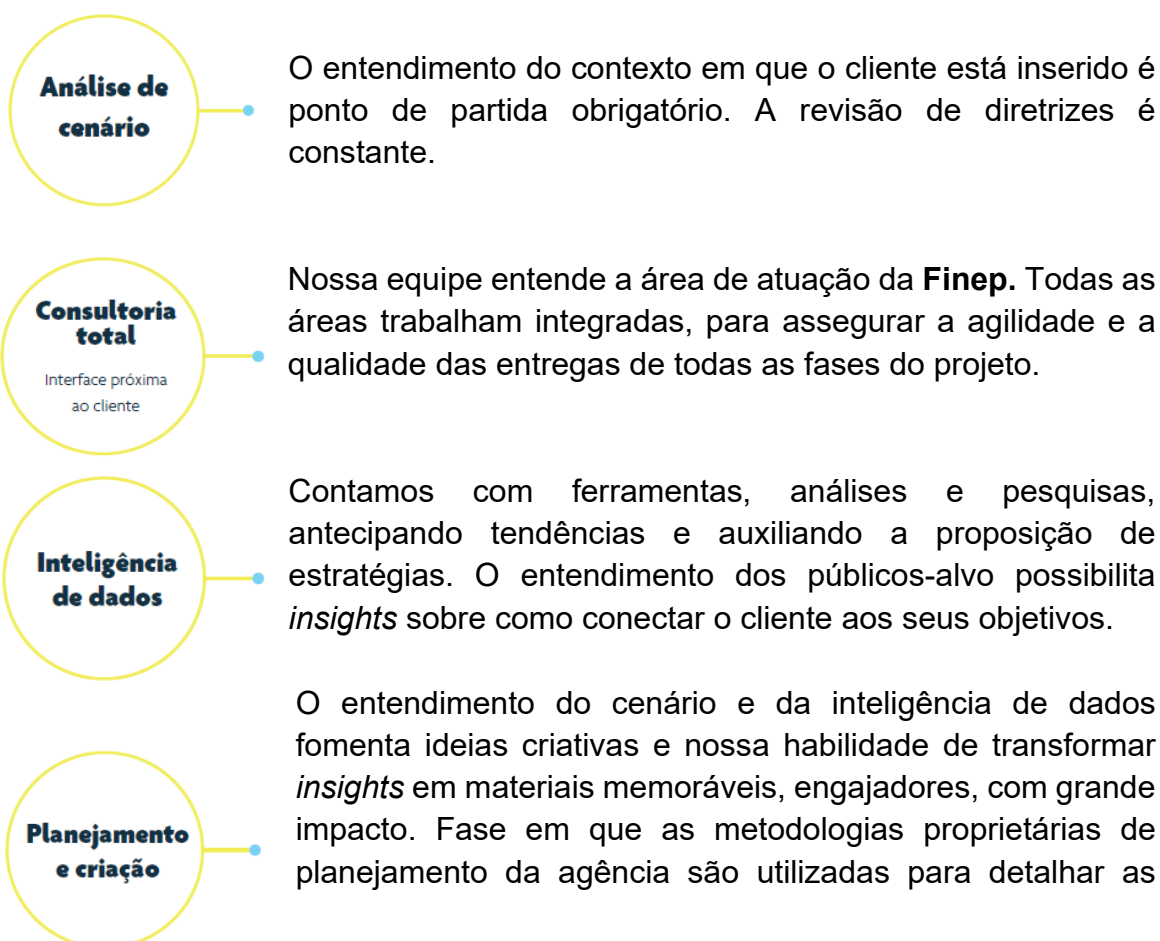 Análise de
cenário
O entendimento do contexto em que o cliente está inserido é
ponto de partida obrigatório. A revisão de diretrizes é
constante.
Consultoria
total
Interface próxima
ao cliente
Nossa equipe entende a área de atuação da Finep. Todas as
áreas trabalham integradas, para assegurar a agilidade e a
qualidade das entregas de todas as fases do projeto.
Inteligência
de dados
Contamos com ferramentas, análises e pesquisas,
antecipando tendências e auxiliando a proposição de
estratégias. O entendimento dos públicos-alvo possibilita
insights sobre como conectar o cliente aos seus objetivos.
Planejamento
e criação
O entendimento do cenário e da inteligência de dados
fomenta ideias criativas e nossa habilidade de transformar
insights em materiais memoráveis, engajadores, com grande
impacto. Fase em que as metodologias proprietárias de
planejamento da agência são utilizadas para detalhar as